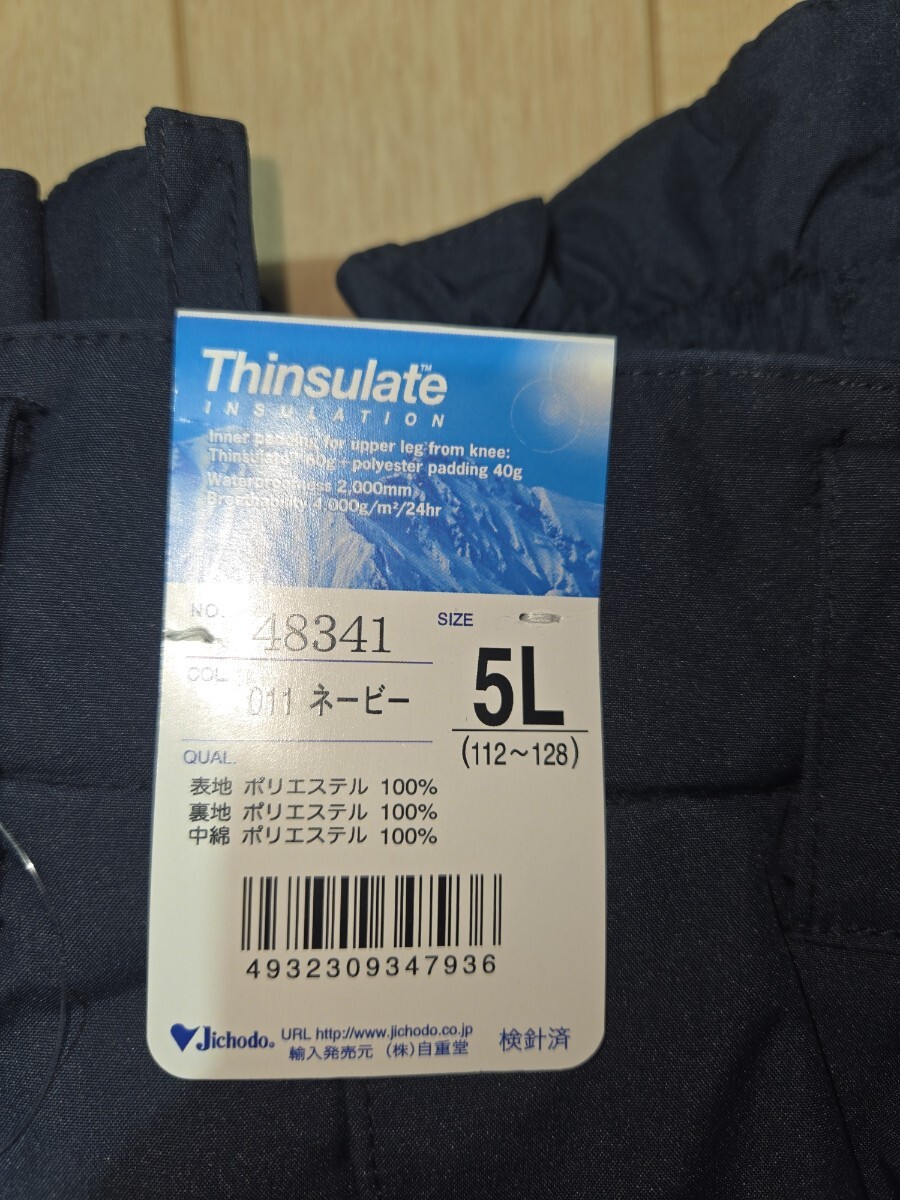 Thinsulate™
INSULATION
Inner padding for upper leg from knee:
Thinsulate™ 60g+polyester padding 40g
Waterproofness 2,000mm
Breathability 4,000g/m²/24hr
NO. 48341
SIZE
COL. 011 ネービー
5L
(112～128)
QUAL.
表地 ポリエステル 100%
裏地 ポリエステル 100%
中綿 ポリエステル 100%
4932309347936
Jichodo® URL http://www.jichodo.co.jp
輸入発売元 (株)自重堂
検針済